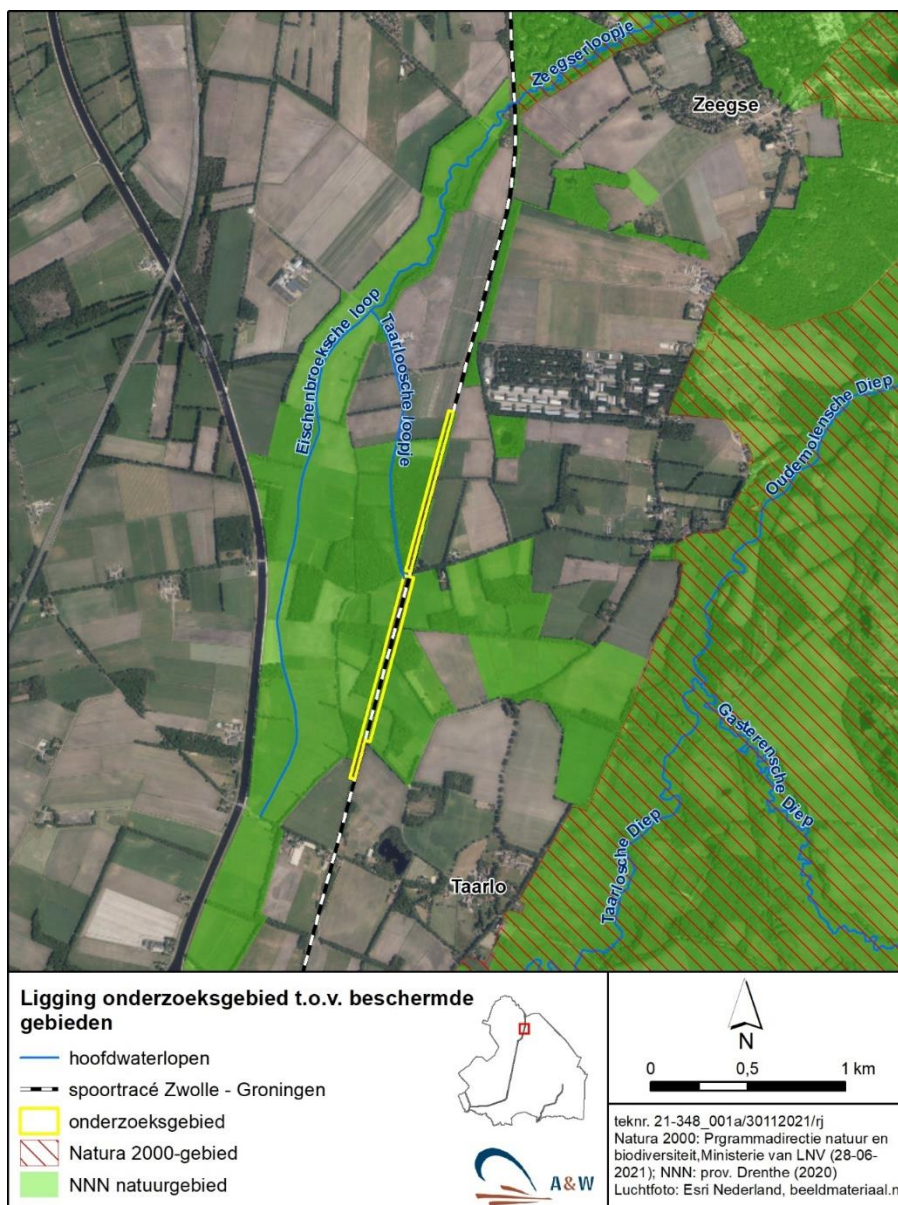 Zeegserloopje
Zeegse
Eischenbroeksche loop
Taarloosche loopje
Oudemolensche Diep
Gasterensche Diep
Taarlosche Diep
Taarlo
Ligging onderzoeksgebied t.o.v. beschermde
gebieden
hoofdwaterlopen
spoortracé Zwolle - Groningen
onderzoeksgebied
Natura 2000-gebied
NNN natuurgebied
A&W
N
0 0,5 1 km
teknr. 21-348_001a/30112021/rj
Natura 2000: Prgrammadirectie natuur en
biodiversiteit,Ministerie van LNV (28-06-
2021); NNN: prov. Drenthe (2020)
Luchtfoto: Esri Nederland, beeldmateriaal.n